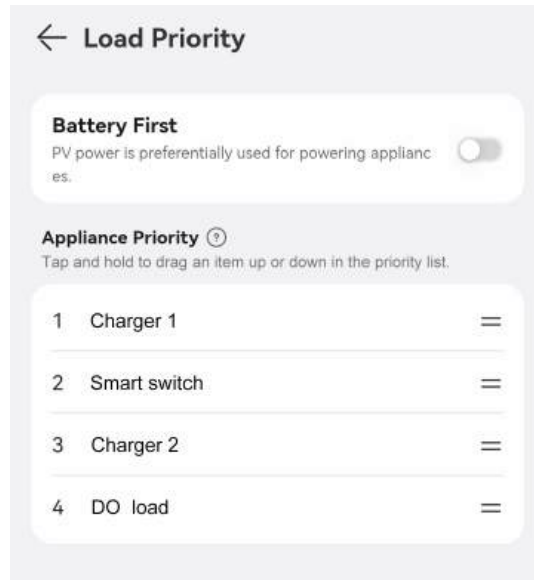 Load Priority
Battery First
PV power is preferentially used for powering applianc
es.
Appliance Priority ?
Tap and hold to drag an item up or down in the priority list.
1 Charger 1
2 Smart switch
3 Charger 2
4 DO load